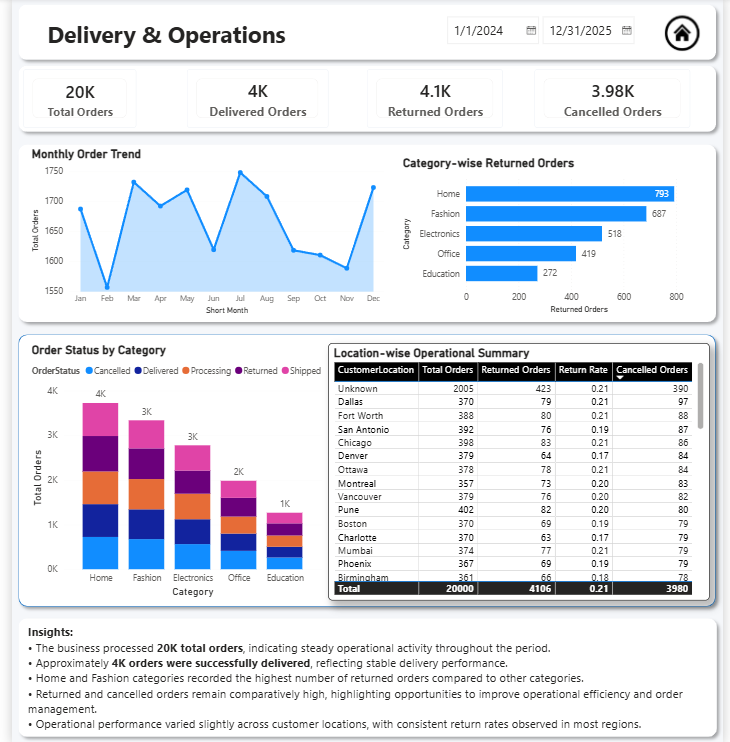 Delivery & Operations
1/1/2024 12/31/2025
20K 4K 4.1K 3.98K
Total Orders Delivered Orders Returned Orders Cancelled Orders
Monthly Order Trend
1750
1700
1650
1600
1550
Total Orders
Jan Feb Mar Apr May Jun Jul Aug Sep Oct Nov Dec
Short Month
Category-wise Returned Orders
Category
Home 793
Fashion 687
Electronics 518
Office 419
Education 272
0 200 400 600 800
Returned Orders
Order Status by Category
OrderStatus Cancelled Delivered Processing Returned Shipped
4K
3K
2K
1K
0K
Total Orders
4K 3K 3K 2K 1K
Home Fashion Electronics Office Education
Category
Location-wise Operational Summary
CustomerLocation Total Orders Returned Orders Return Rate Cancelled Orders
Unknown 2005 423 0.21 390
Dallas 370 79 0.21 97
Fort Worth 388 80 0.21 88
San Antonio 392 76 0.19 87
Chicago 398 83 0.21 86
Denver 379 64 0.17 84
Ottawa 378 78 0.21 84
Montreal 357 73 0.20 83
Vancouver 379 76 0.20 82
Pune 402 82 0.20 80
Boston 370 69 0.19 79
Charlotte 370 63 0.17 79
Mumbai 374 77 0.21 79
Phoenix 367 69 0.19 79
Birmingham 361 66 0.18 78
Total 20000 4106 0.21 3980
Insights:
• The business processed 20K total orders, indicating steady operational activity throughout the period.
• Approximately 4K orders were successfully delivered, reflecting stable delivery performance.
• Home and Fashion categories recorded the highest number of returned orders compared to other categories.
• Returned and cancelled orders remain comparatively high, highlighting opportunities to improve operational efficiency and order
management.
• Operational performance varied slightly across customer locations, with consistent return rates observed in most regions.